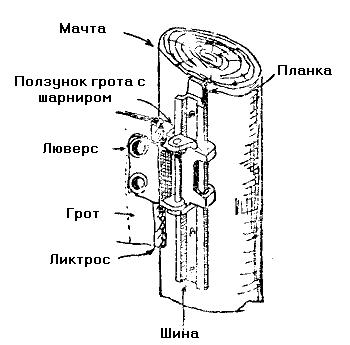 Мачта
Ползунок грота с
шарниром
Планка
Люверс
Грот
Ликтрос
Шина